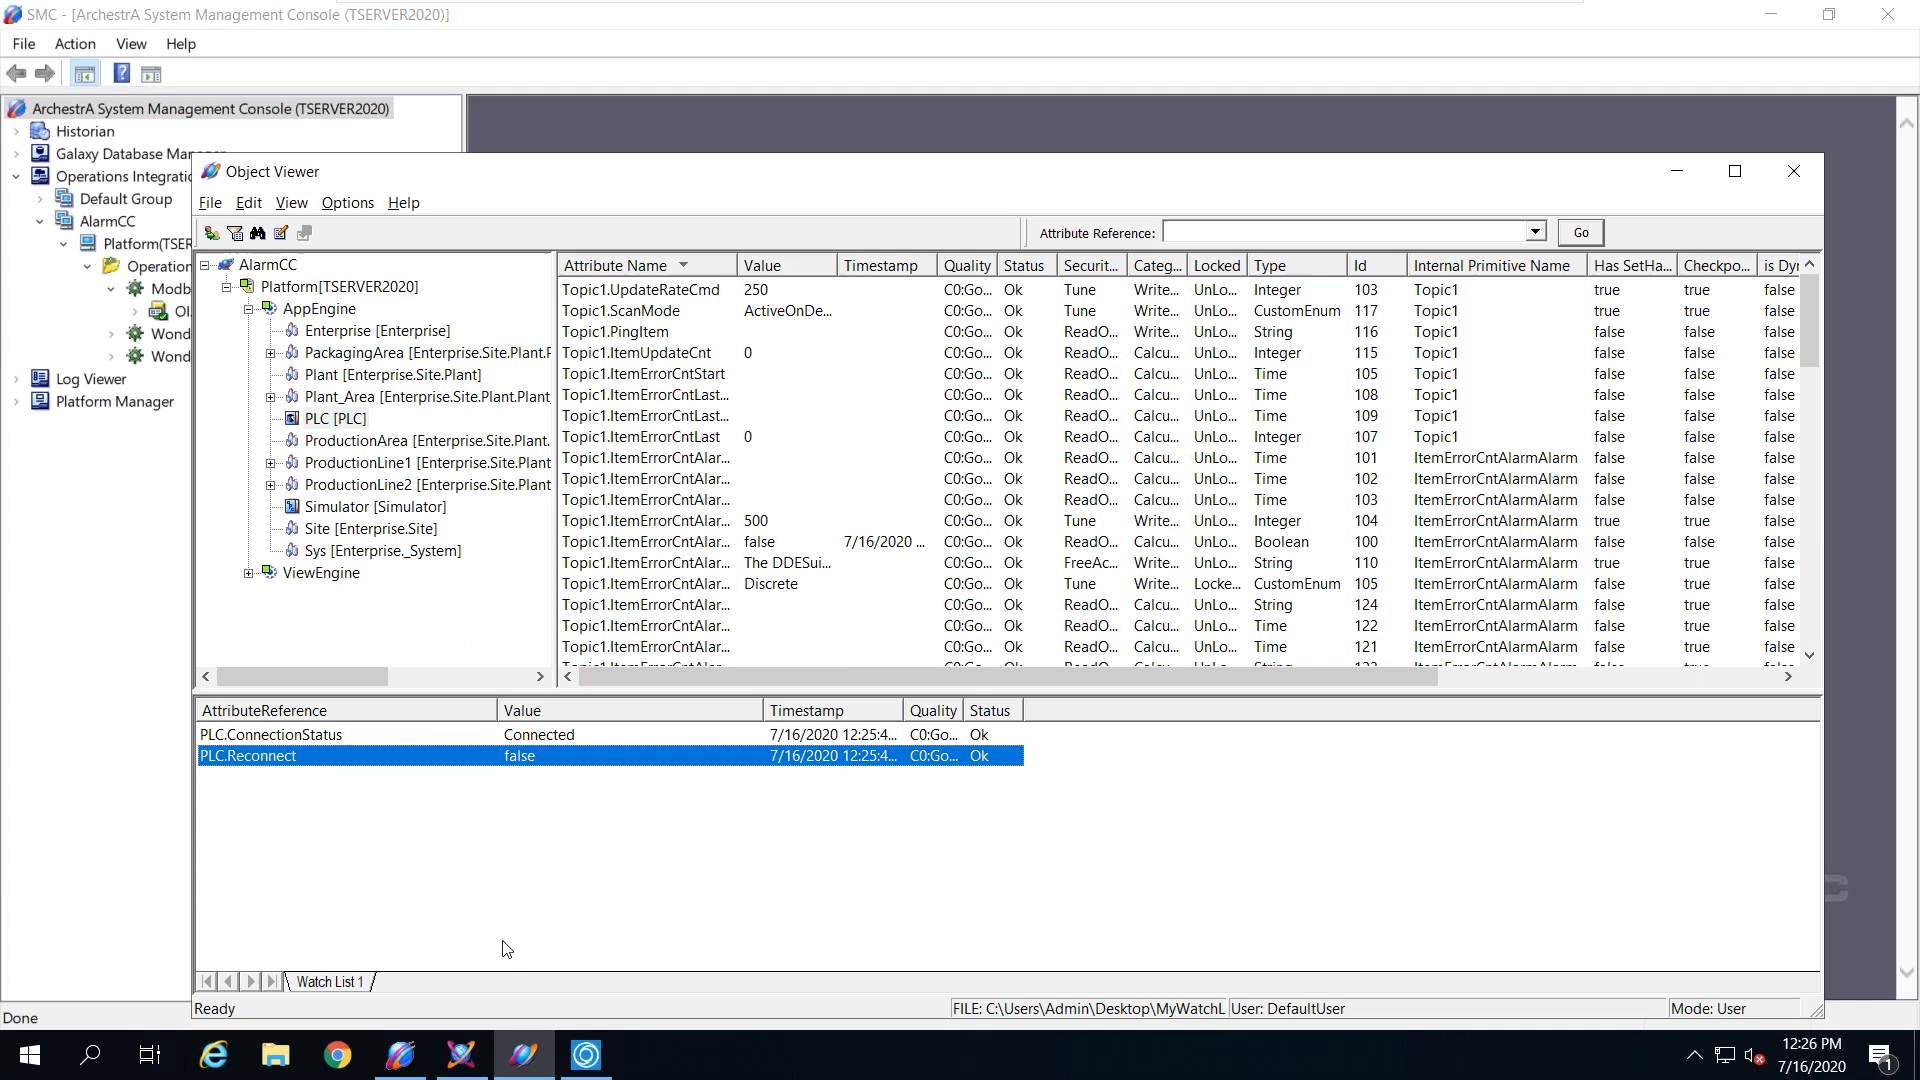 SMC - [ArchestrA System Management Console (TSERVER2020)]
File Action View Help
ArchestrA System Management Console (TSERVER2020)
Historian
Galaxy Database
Operations
Default Group
AlarmCC
Log Viewer
Platform Manager
Done
Object Viewer
File Edit View Options Help
Attribute Reference: Go
AlarmCC
Platform[TSERVER2020]
AppEngine
Enterprise [Enterprise]
PackagingArea [Enterprise.Site.Plant.
Plant [Enterprise.Site.Plant]
Plant_Area [Enterprise.Site.Plant.Plant
PLC [PLC]
ProductionArea [Enterprise.Site.Plant.
ProductionLine1 [Enterprise.Site.Plant
ProductionLine2 [Enterprise.Site.Plant
Simulator [Simulator]
Site [Enterprise.Site]
Sys [Enterprise._System]
ViewEngine
Attribute Name Value Timestamp Quality Status Securit... Categ... Locked Type Id Internal Primitive Name Has SetHa... Checkpo... is
Topic1.UpdateRateCmd 250 C0:Go... Ok Tune Write... UnLo... Integer 103 Topic1 true true false
Topic1.ScanMode ActiveOnDe... C0:Go... Ok Tune Write... UnLo... CustomEnum 117 Topic1 true true false
Topic1.PingItem C0:Go... Ok ReadO... Write... UnLo... String 116 Topic1 false false false
Topic1.ItemUpdateCnt 0 C0:Go... Ok ReadO... Calcu... UnLo... Integer 115 Topic1 false false false
Topic1.ItemErrorCntStart C0:Go... Ok ReadO... Calcu... UnLo... Time 105 Topic1 false false false
Topic1.ItemErrorCntLast... C0:Go... Ok ReadO... Calcu... UnLo... Time 108 Topic1 false false false
Topic1.ItemErrorCntLast... C0:Go... Ok ReadO... Calcu... UnLo... Time 109 Topic1 false false false
Topic1.ItemErrorCntLast 0 C0:Go... Ok ReadO... Calcu... UnLo... Integer 107 Topic1 false false false
Topic1.ItemErrorCntAlar... C0:Go... Ok ReadO... Calcu... UnLo... Time 101 ItemErrorCntAlarmAlarm false false false
Topic1.ItemErrorCntAlar... C0:Go... Ok ReadO... Calcu... UnLo... Time 102 ItemErrorCntAlarmAlarm false false false
Topic1.ItemErrorCntAlar... C0:Go... Ok ReadO... Calcu... UnLo... Time 103 ItemErrorCntAlarmAlarm false false false
Topic1.ItemErrorCntAlar... 500 C0:Go... Ok Tune Write... UnLo... Integer 104 ItemErrorCntAlarmAlarm true true false
Topic1.ItemErrorCntAlar... false 7/16/2020 ... C0:Go... Ok ReadO... Calcu... UnLo... Boolean 100 ItemErrorCntAlarmAlarm false false false
Topic1.ItemErrorCntAlar... The DDESui... C0:Go... Ok FreeAc... Write... UnLo... String 110 ItemErrorCntAlarmAlarm true true false
Topic1.ItemErrorCntAlar... Discrete C0:Go... Ok Tune Write... Locke... CustomEnum 105 ItemErrorCntAlarmAlarm false true false
Topic1.ItemErrorCntAlar... C0:Go... Ok ReadO... Calcu... UnLo... String 124 ItemErrorCntAlarmAlarm false true false
Topic1.ItemErrorCntAlar... C0:Go... Ok ReadO... Calcu... UnLo... Time 122 ItemErrorCntAlarmAlarm false true false
Topic1.ItemErrorCntAlar... C0:Go... Ok ReadO... Calcu... UnLo... Time 121 ItemErrorCntAlarmAlarm false true false
AttributeReference Value Timestamp Quality Status
PLC.ConnectionStatus Connected 7/16/2020 12:25:4... C0:Go... Ok
PLC.Reconnect false 7/16/2020 12:25:4... C0:Go... Ok
Watch List 1
Ready FILE: C:\Users\Admin\Desktop\MyWatchL User: DefaultUser Mode: User
12:26 PM
7/16/2020
1